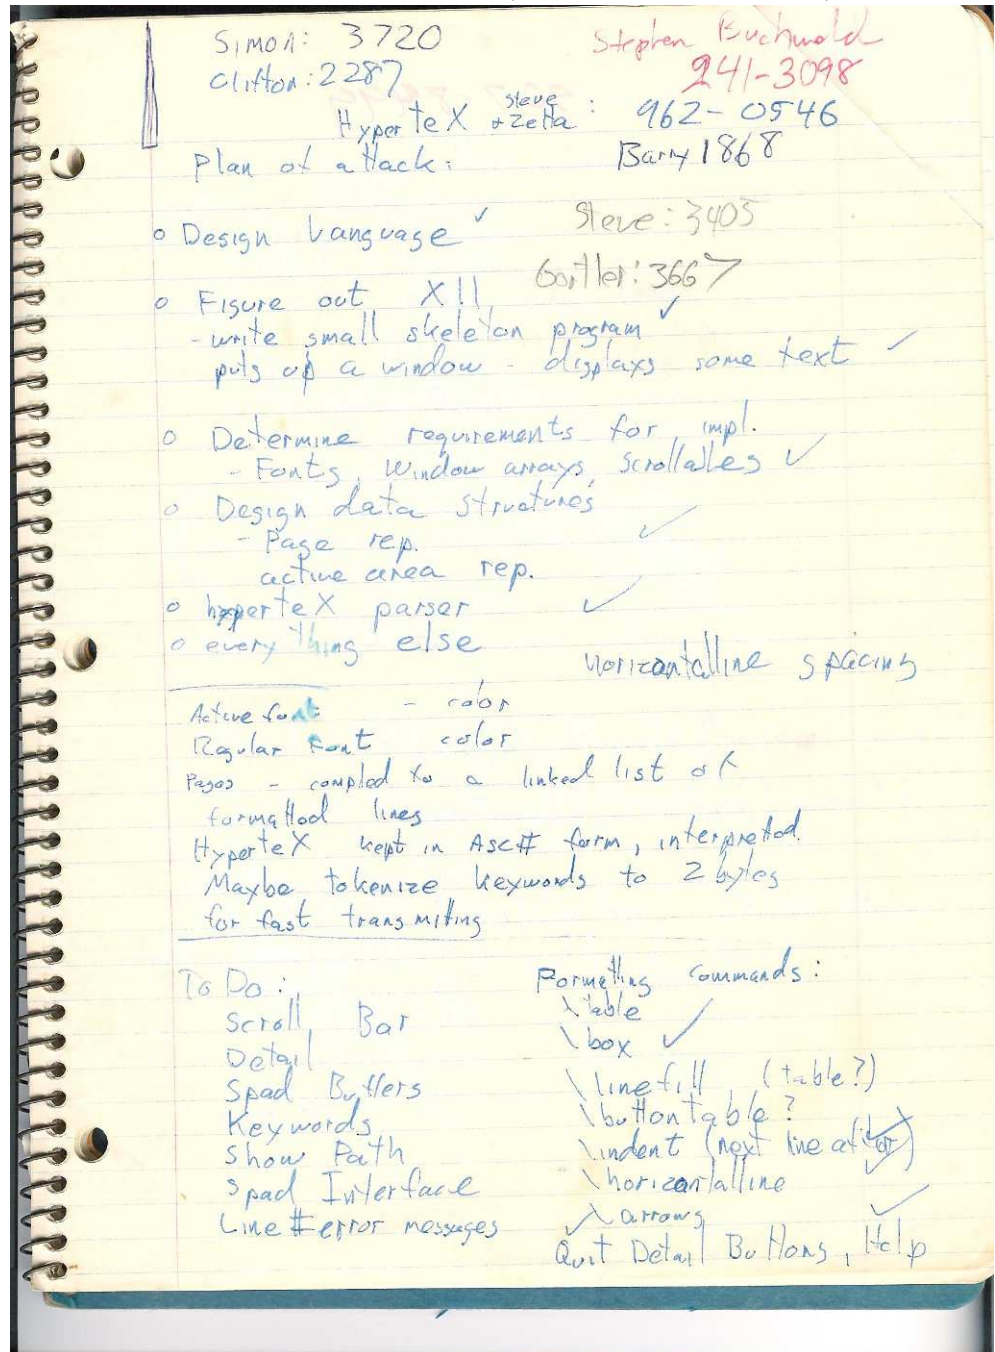 Simon: 3720
Stephen Buchwald
Clifton: 2287
241-3098
HyperteX steve + Zetta : 962-0546
Plan of attack:
Barry 1868
o Design Language ✓
Steve: 3405
Gortler: 3667
o Figure out X11
- write small skeleton program ✓
puts up a window - displays some text ✓
o Determine requirements for impl.
- Fonts, Window arrays, scrollables ✓
o Design data structures
- Page rep. ✓
active area rep.
o hyperteX parser ✓
o everything else
horizontalline spacing
Active font - color
Regular Font color
Pages - compled to a linked list of
formatted lines
HyperteX kept in ASCII form, interpreted.
Maybe tokenize keywords to 2 bytes
for fast transmitting
To Do:
Scroll Bar
Detail
Spad Buffers
Keywords
Show Path
Spad Interface
Line # error messages
Formatting commands:
\table
\box ✓
\linefill (table?)
\buttontable?
\indent (next line at
\horizontalline ✓
✓ \arrows
Quit Detail Buttons, Help ✓